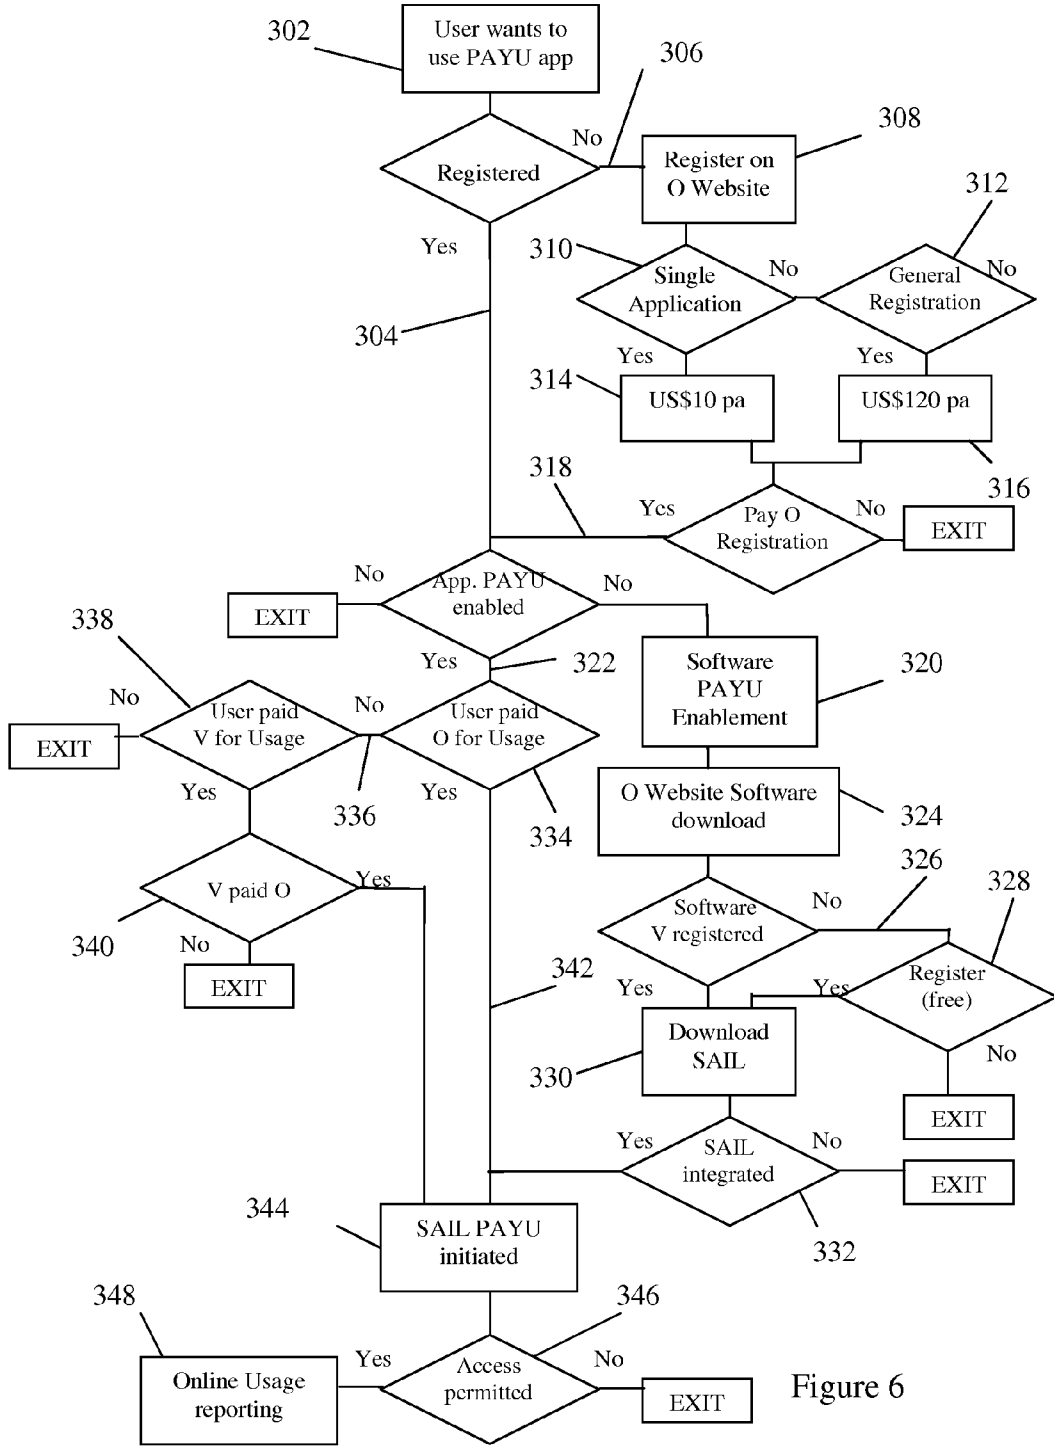 302
User wants to
use PAYU app
306
No
308
Registered
Register on
O Website
312
Yes
310
Single
Application
No
General
Registration
No
304
Yes
Yes
314
US$10 pa
US$120 pa
318
316
Yes
Pay O
Registration
No
EXIT
No
App. PAYU
enabled
No
EXIT
338
Yes
322
Software
PAYU
Enablement
320
No
User paid
V for Usage
No
User paid
O for Usage
EXIT
Yes
336
Yes
334
O Website Software
download
324
326
328
V paid O
Yes
Software
V registered
No
340
No
EXIT
342
Yes
Yes
Register
(free)
Download
SAIL
No
330
EXIT
Yes
SAIL
integrated
No
EXIT
344
SAIL PAYU
initiated
332
348
346
Yes
Access
permitted
No
Online Usage
reporting
EXIT
Figure 6